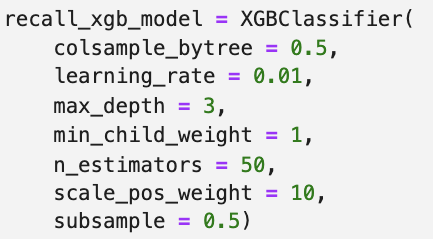 recall_xgb_model = XGBClassifier(
    colsample_bytree = 0.5,
    learning_rate = 0.01,
    max_depth = 3,
    min_child_weight = 1,
    n_estimators = 50,
    scale_pos_weight = 10,
    subsample = 0.5)